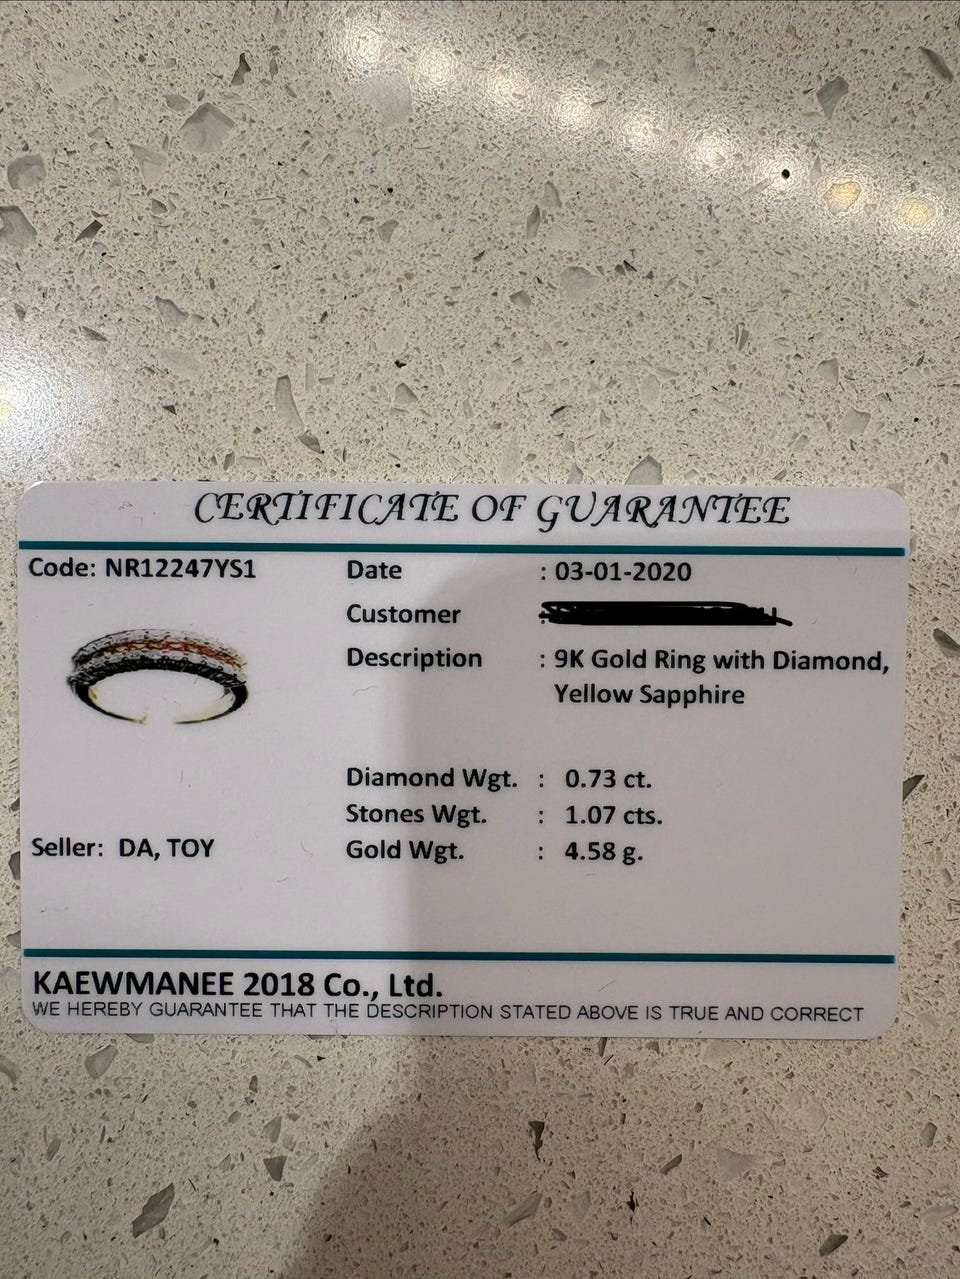 CERTIFICATE OF GUARANTEE
Code: NR12247YS1
Date : 03-01-2020
Customer :
Description : 9K Gold Ring with Diamond,
Yellow Sapphire
Diamond Wgt. : 0.73 ct.
Stones Wgt. : 1.07 cts.
Seller: DA, TOY
Gold Wgt. : 4.58 g.
KAEWMANEE 2018 Co., Ltd.
WE HEREBY GUARANTEE THAT THE DESCRIPTION STATED ABOVE IS TRUE AND CORRECT